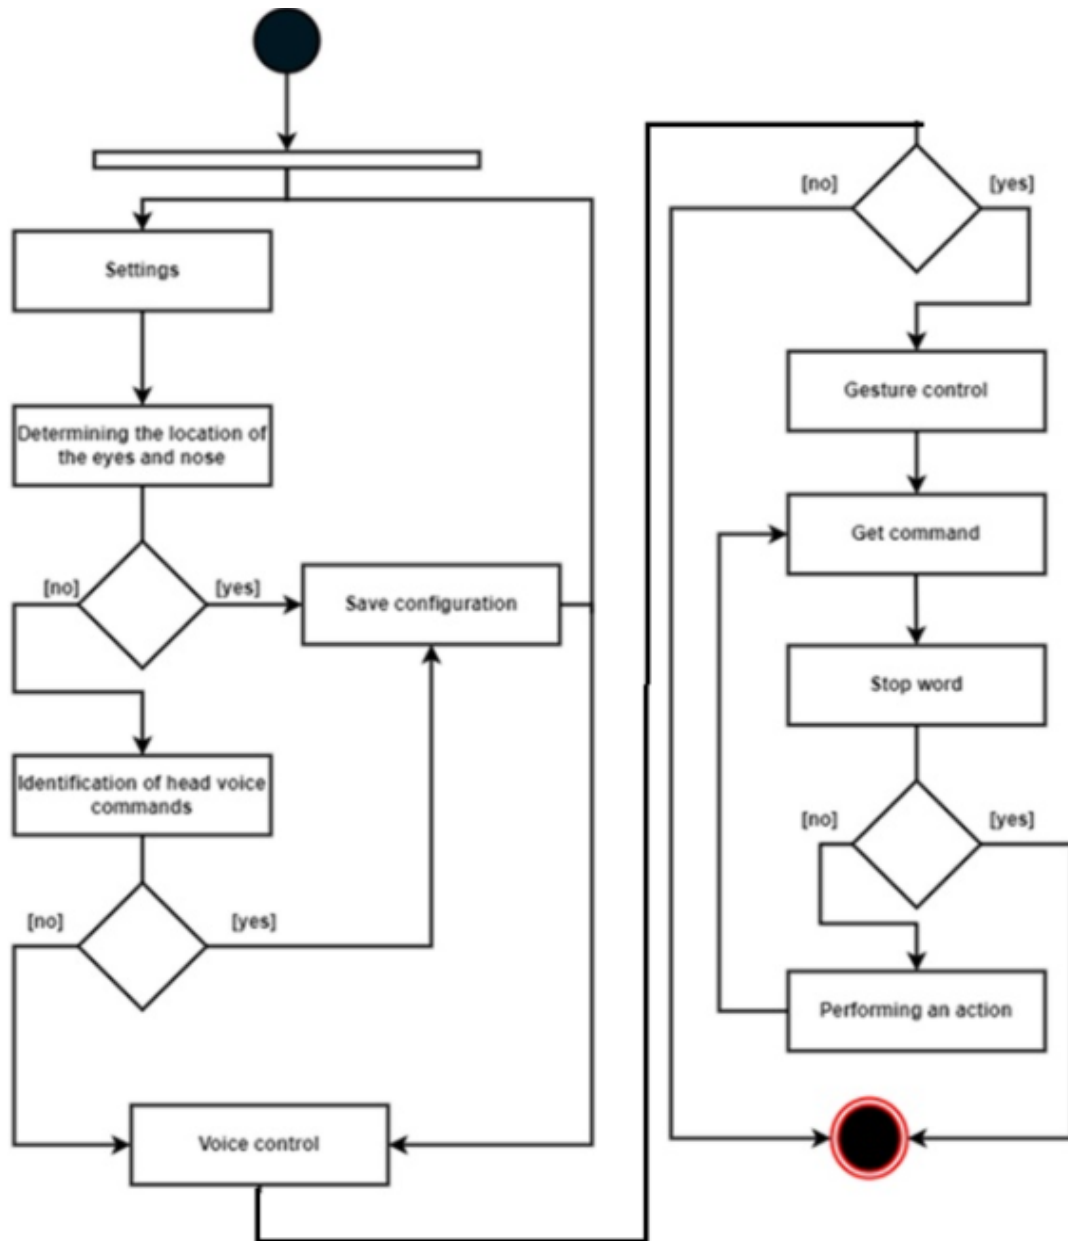 Settings
Determining the location of
the eyes and nose
[no]
[yes]
Save configuration
Identification of head voice
commands
[no]
[yes]
Voice control
[no]
[yes]
Gesture control
Get command
Stop word
[no]
[yes]
Performing an action